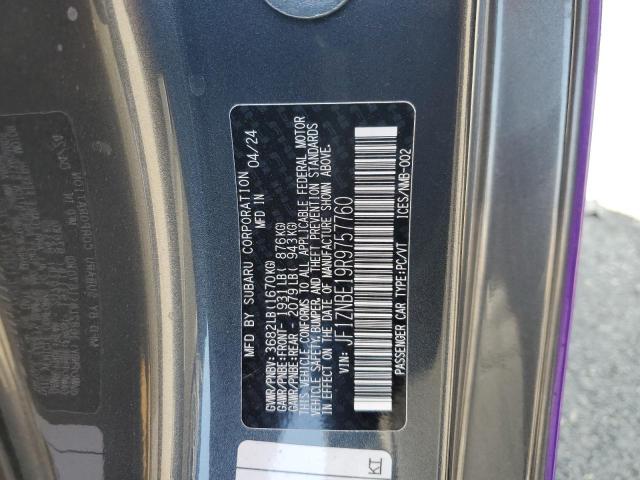 MFD BY SUBARU CORPORATION
MFD IN 04/24
GVWR/PNBV: 3682LB(1670KG)
GAWR/PNBE:FRONT- 1931LB( 876KG)
GAWR/PNBE:REAR - 2079LB( 943KG)
THIS VEHICLE CONFORMS TO ALL APPLICABLE FEDERAL MOTOR
VEHICLE SAFETY, BUMPER, AND THEFT PREVENTION STANDARDS
IN EFFECT ON THE DATE OF MANUFACTURE SHOWN ABOVE.
VIN: JF1ZNBE19R9757760
PASSENGER CAR TYPE:PC/VT ICES/NMB-002
KI